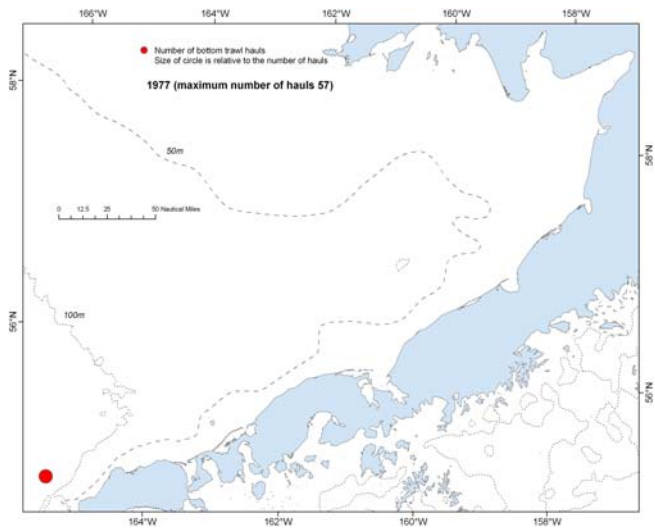 166°W 164°W 162°W 160°W 158°W
Number of bottom trawl hauls
Size of circle is relative to the number of hauls
1977 (maximum number of hauls 57)
58°N
58°N
50m
0 12.5 25 50 Nautical Miles
56°N
100m
56°N
164°W 162°W 160°W 158°W